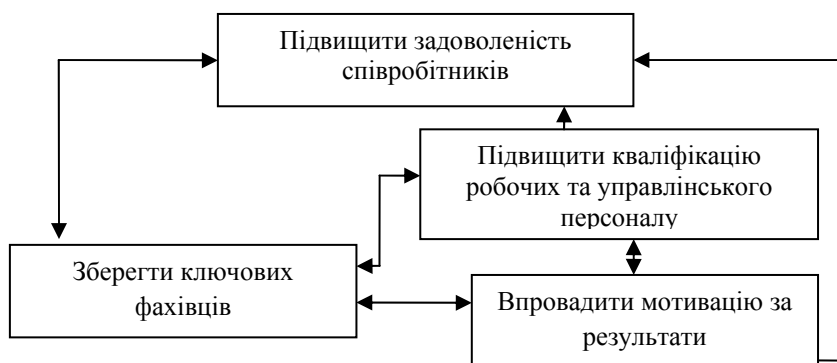 Підвищити задоволеність
співробітників
Підвищити кваліфікацію
робочих та управлінського
персоналу
Зберегти ключових
фахівців
Впровадити мотивацію за
результати